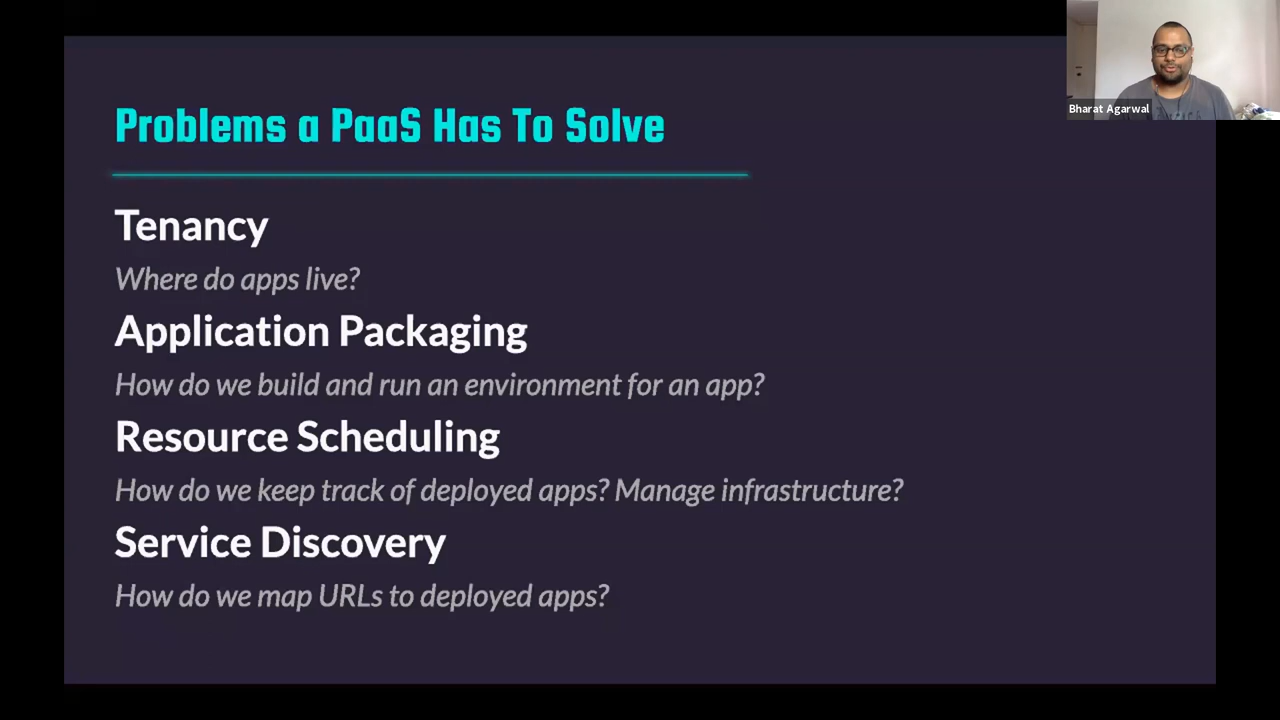 Problems a PaaS Has To Solve
Bharat Agarwal
Tenancy
Where do apps live?
Application Packaging
How do we build and run an environment for an app?
Resource Scheduling
How do we keep track of deployed apps? Manage infrastructure?
Service Discovery
How do we map URLs to deployed apps?